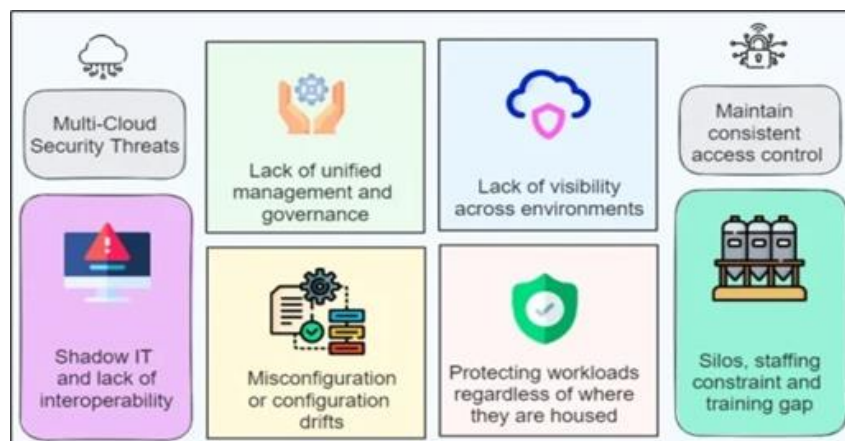 Multi-Cloud
Security Threats
Lack of unified
management and
governance
Lack of visibility
across environments
Maintain
consistent
access control
Shadow IT
and lack of
interoperability
Misconfiguration
or configuration
drifts
Protecting workloads
regardless of where
they are housed
Silos, staffing
constraint and
training gap